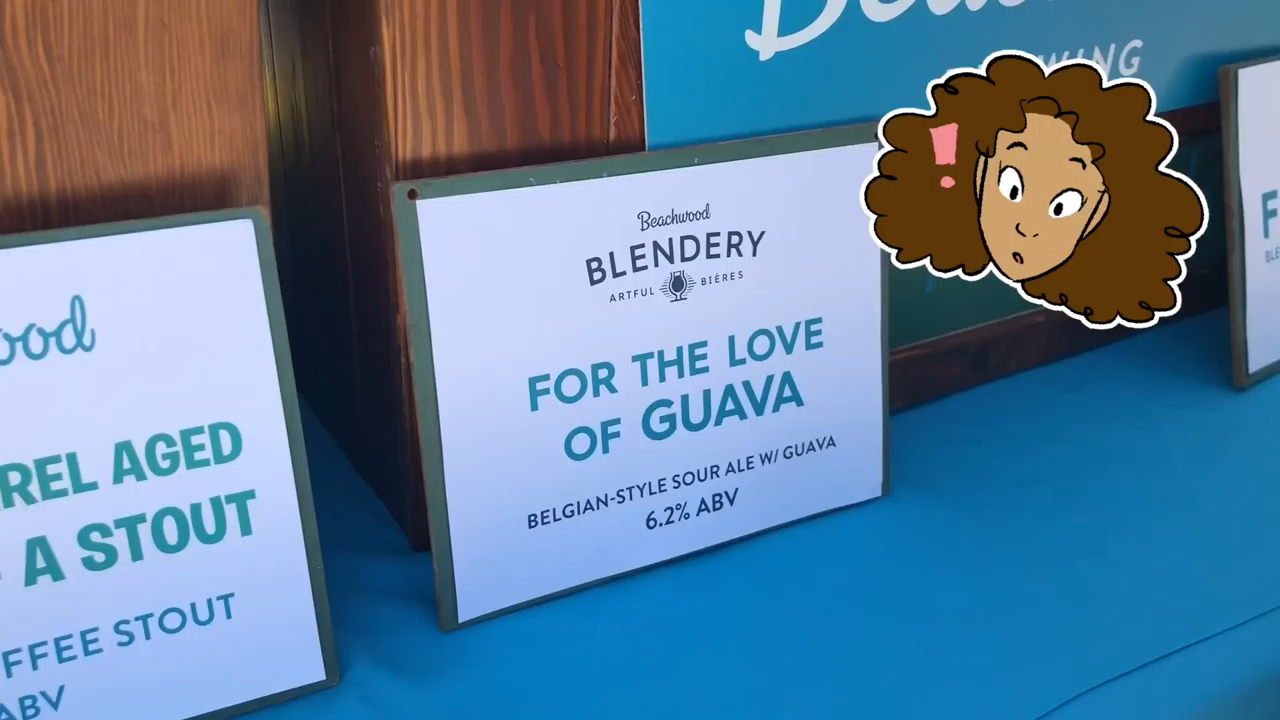 ood
REL AGED
A STOUT
FFEE STOUT
ABV
Beachwood
BLENDERY
ARTFUL BIÈRES
FOR THE LOVE
OF GUAVA
BELGIAN-STYLE SOUR ALE W/ GUAVA
6.2% ABV
!